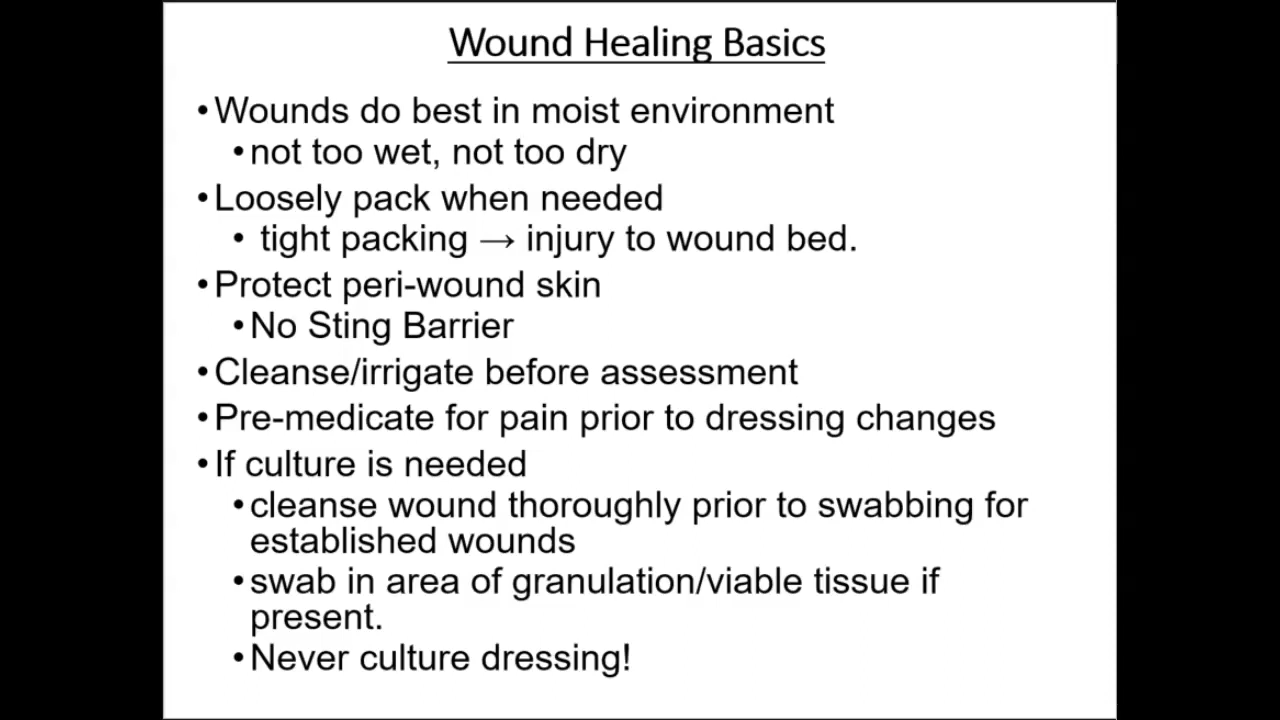 Wound Healing Basics
•Wounds do best in moist environment
•not too wet, not too dry
•Loosely pack when needed
• tight packing → injury to wound bed.
•Protect peri-wound skin
•No Sting Barrier
•Cleanse/irrigate before assessment
•Pre-medicate for pain prior to dressing changes
•If culture is needed
•cleanse wound thoroughly prior to swabbing for
established wounds
•swab in area of granulation/viable tissue if
present.
•Never culture dressing!